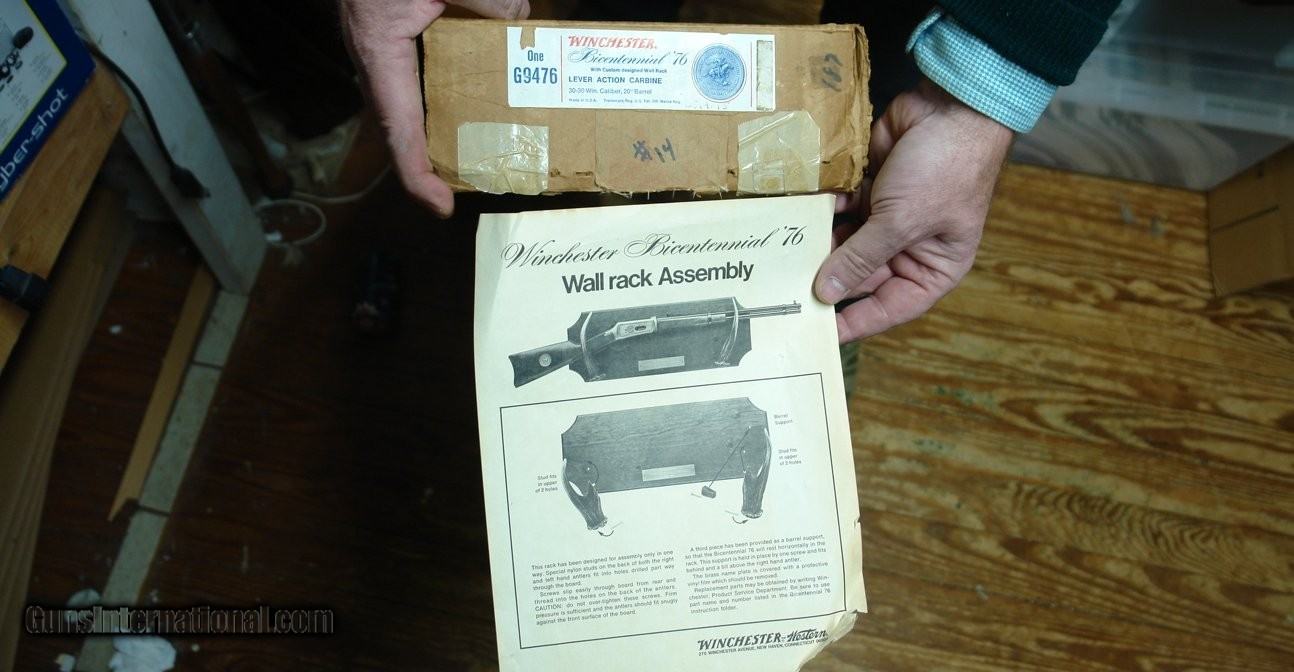 yber-shot
One
G9476
WINCHESTER.
Bicentennial '76
With Custom designed Wall Rack
LEVER ACTION CARBINE
30-30 Win. Caliber, 20" Barrel
Made in U.S.A.
#14
Winchester Bicentennial '76
Wall rack Assembly
Barrel
Support
Stud fits
in upper
of 2 holes
Stud fits
in upper
of 2 holes
This rack has been designed for assembly only in one
way. Special nylon studs on the back of both the right
and left hand antlers fit into holes drilled part way
through the board.
Screws slip easily through board from rear and
thread into the holes on the back of the antlers.
CAUTION: do not over-tighten these screws. Firm
pressure is sufficient and the antlers should fit snugly
against the front surface of the board.
A third piece has been provided as a barrel support,
so that the Bicentennial 76 will rest horizontally in the
rack. This support is held in place by one screw and fits
behind and a bit above the right hand antler.
The brass name plate is covered with a protective
vinyl film which should be removed.
Replacement parts may be obtained by writing Win-
chester, Product Service Department. Be sure to use
part name and number listed in the Bicentennial 76
instruction folder.
WINCHESTER-Western
275 WINCHESTER AVENUE, NEW HAVEN, CONNECTICUT
GunsInternational.com